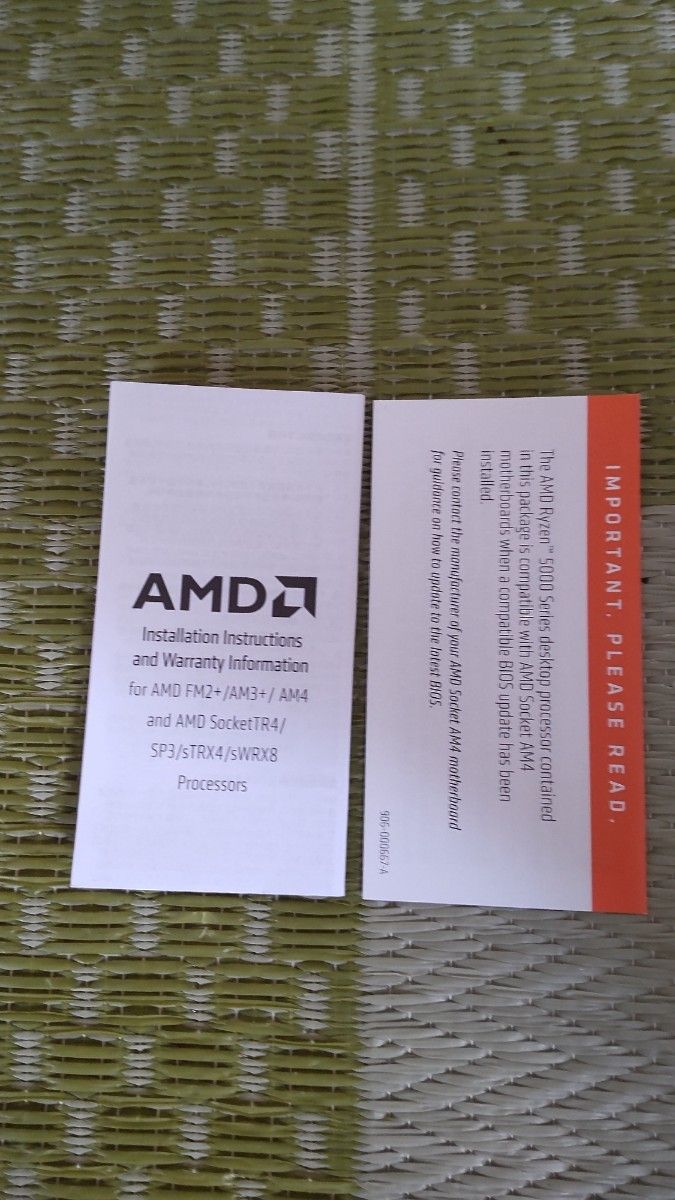 AMD
Installation Instructions
and Warranty Information
for AMD FM2+/AM3+/ AM4
and AMD SocketTR4/
SP3/sTRX4/sWRX8
Processors
IMPORTANT. PLEASE READ.
The AMD Ryzen™ 5000 Series desktop processor contained
in this package is compatible with AMD Socket AM4
motherboards when a compatible BIOS update has been
installed.
Please contact the manufacturer of your AMD Socket AM4 motherboard
for guidance on how to update to the latest BIOS.
906-000662-A